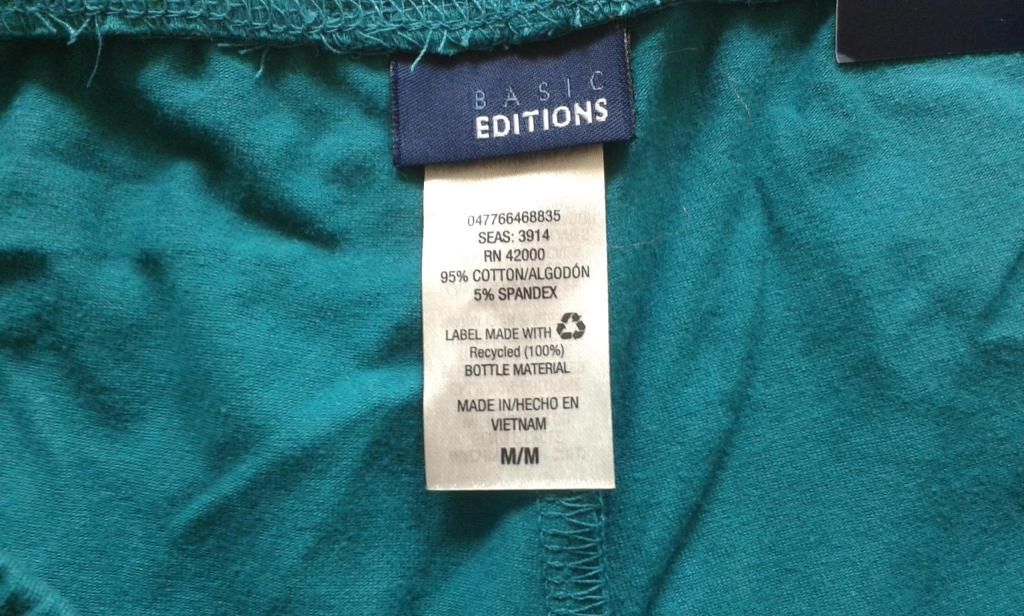 BASIC
EDITIONS
047766468835
SEAS: 3914
RN 42000
95% COTTON/ALGODÓN
5% SPANDEX
LABEL MADE WITH
Recycled (100%)
BOTTLE MATERIAL
MADE IN/HECHO EN
VIETNAM
M/M